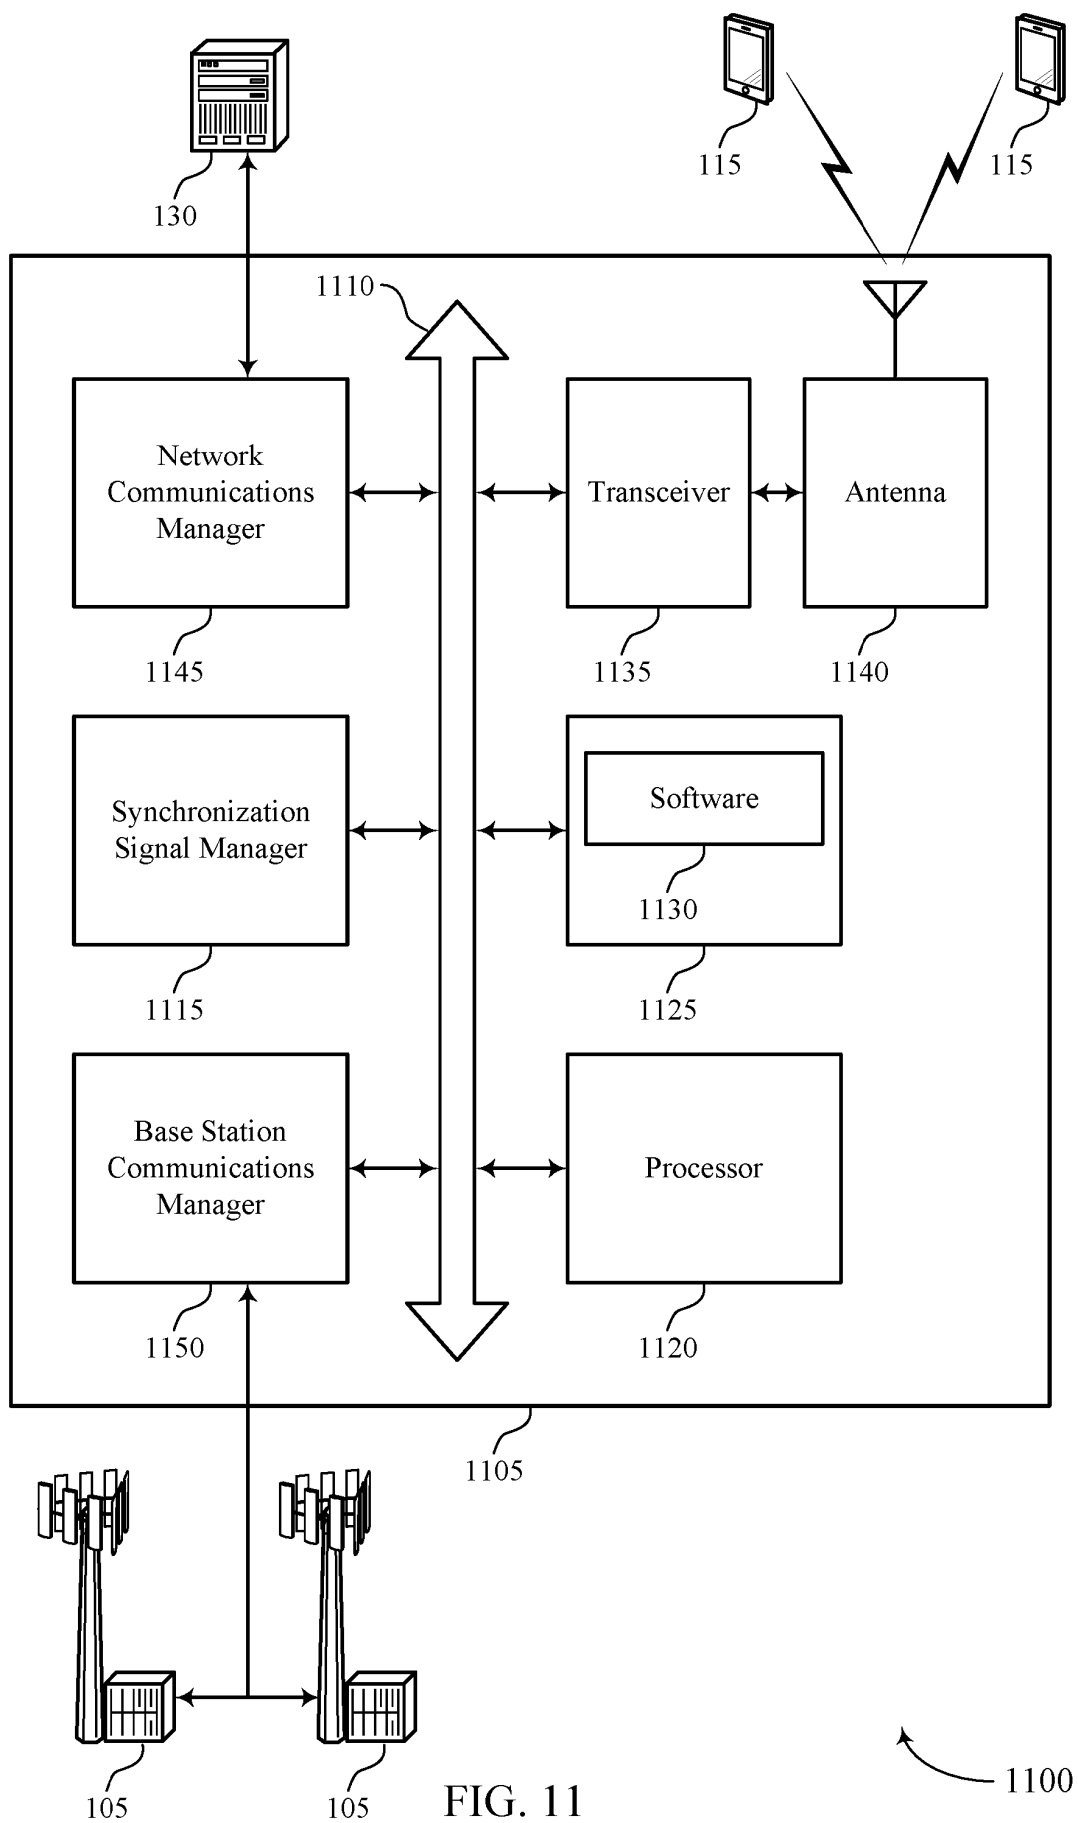 130
115
115
1110
Network
Communications
Manager
Transceiver
Antenna
1145
1135
1140
Synchronization
Signal Manager
Software
1130
1115
1125
Base Station
Communications
Manager
Processor
1150
1120
1105
105
105
FIG. 11
1100